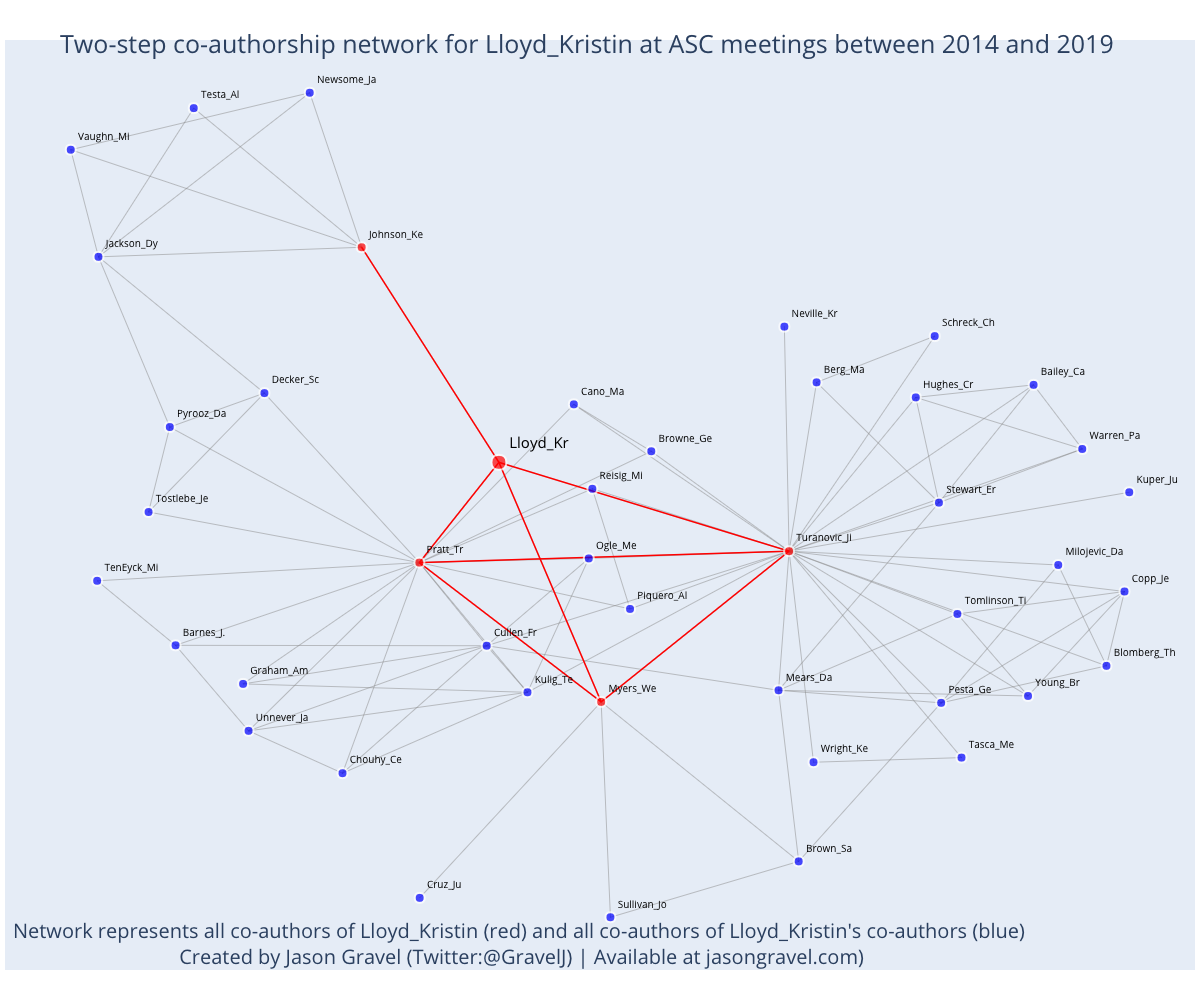 Two-step co-authorship network for Lloyd_Kristin at ASC meetings between 2014 and 2019
Newsome_Ja
Testa_Al
Vaughn_Mi
Johnson_Ke
Jackson_Dy
Neville_Kr
Schreck_Ch
Berg_Ma
Bailey_Ca
Decker_Sc
Hughes_Cr
Cano_Ma
Pyrooz_Da
Browne_Ge
Warren_Pa
Lloyd_Kr
Reisig_Mi
Kuper_Ju
Stewart_Er
Tostlebe_Je
Turanovic_Ji
Pratt_Tr
Ogle_Me
Milojevic_Da
TenEyck_Mi
Copp_Je
Piquero_Al
Tomlinson_Ti
Barnes_J.
Cullen_Fr
Blomberg_Th
Graham_Am
Kulig_Te
Myers_We
Mears_Da
Pesta_Ge
Young_Br
Unnever_Ja
Wright_Ke
Tasca_Me
Chouhy_Ce
Brown_Sa
Cruz_Ju
Sullivan_Jo
Network represents all co-authors of Lloyd_Kristin (red) and all co-authors of Lloyd_Kristin's co-authors (blue)
Created by Jason Gravel (Twitter:@GravelJ) | Available at jasongravel.com)